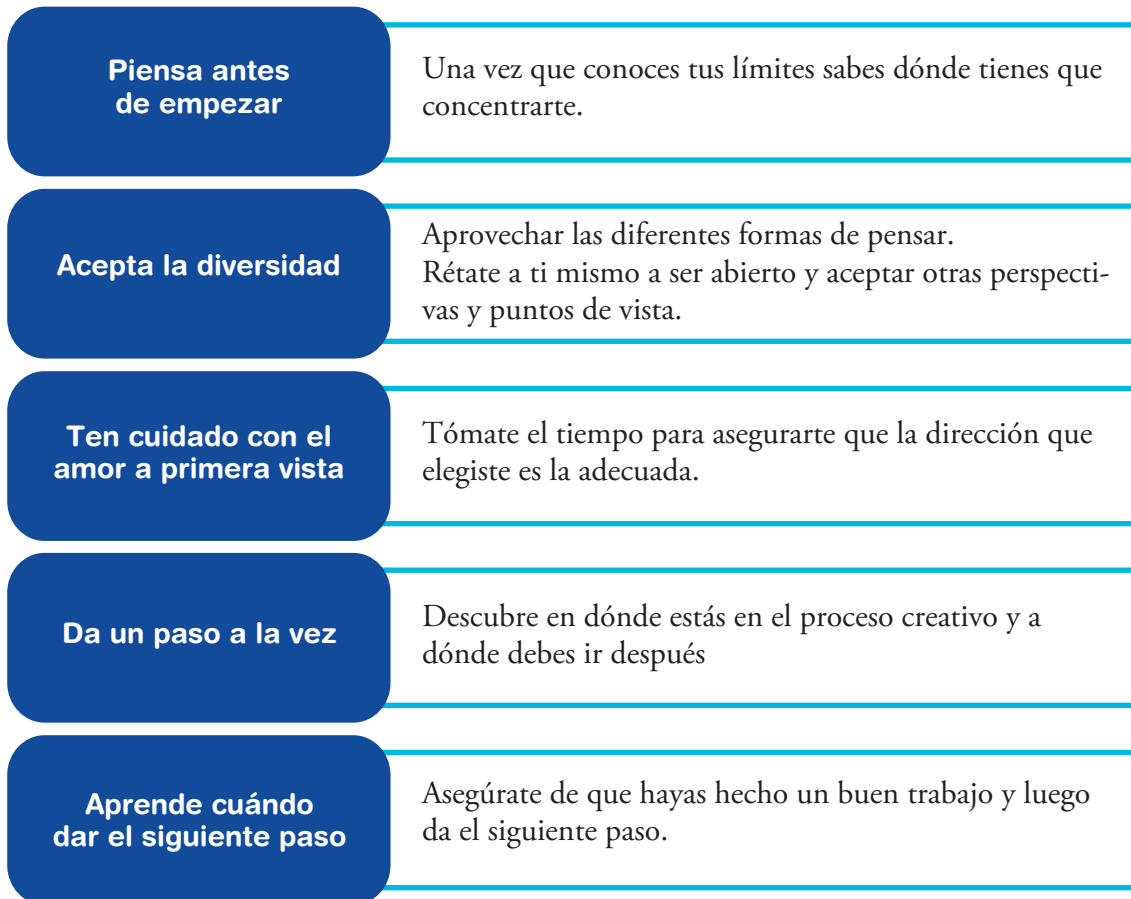 Piensa antes
de empezar
Una vez que conoces tus límites sabes dónde tienes que
concentrarte.
Acepta la diversidad
Aprovechar las diferentes formas de pensar.
Rétate a ti mismo a ser abierto y aceptar otras perspecti-
vas y puntos de vista.
Ten cuidado con el
amor a primera vista
Tómate el tiempo para asegurarte que la dirección que
elegiste es la adecuada.
Da un paso a la vez
Descubre en dónde estás en el proceso creativo y a
dónde debes ir después
Aprende cuándo
dar el siguiente paso
Asegúrate de que hayas hecho un buen trabajo y luego
da el siguiente paso.